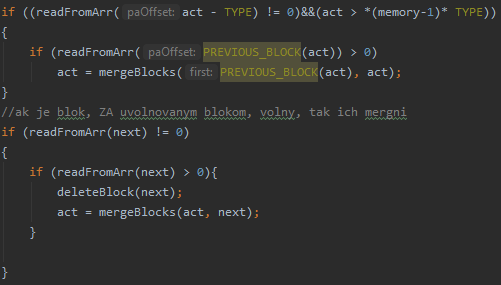 if ((readFromArr( paOffset: act - TYPE) != 0)&&(act > *(memory-1)* TYPE))
{
if (readFromArr( paOffset: PREVIOUS_BLOCK(act)) > 0)
act = mergeBlocks( first: PREVIOUS_BLOCK(act), act);
}
//ak je blok, ZA uvolnovanym blokom, volny, tak ich mergni
if (readFromArr(next) != 0)
{
if (readFromArr(next) > 0){
deleteBlock(next);
act = mergeBlocks(act, next);
}
}